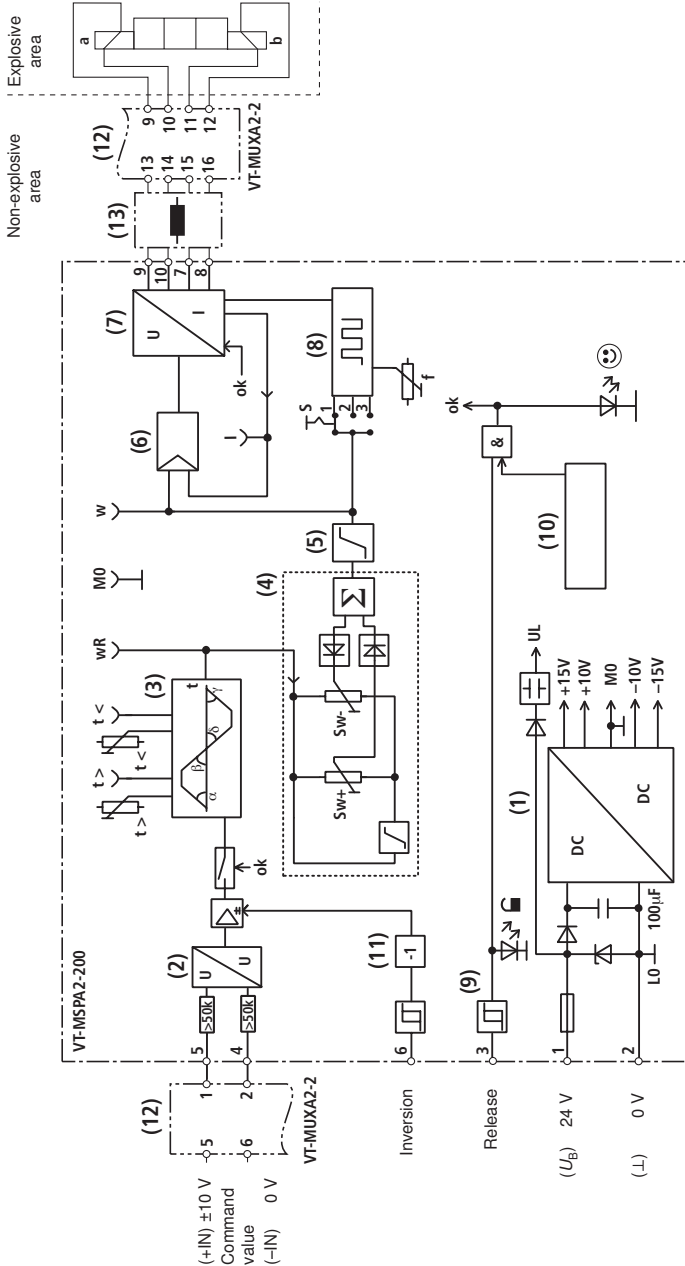 Non-explosive
area
Explosive
area
VT-MSPA2-200
(12)
5
6
1
2
VT-MUXA2-2
(+IN) ±10 V
Command
value
(−IN) 0 V
5
4
>50k
>50k
(2)
U
U
ok
t >
t >
t <
t <
(3)
α
β
δ
γ
t
wR
M0
w
(4)
Sw+
Sw-
Σ
(5)
(6)
I
(7)
U
I
ok
9
10
7
8
(13)
(12)
13
14
15
16
9
10
11
12
VT-MUXA2-2
a
b
S
1
2
3
(8)
f
Inversion
6
(11)
-1
Release
3
(9)
&
ok
(10)
(UB) 24 V
1
(⊥) 0 V
2
L0
100µF
(1)
DC
DC
UL
+15V
+10V
M0
−10V
−15V